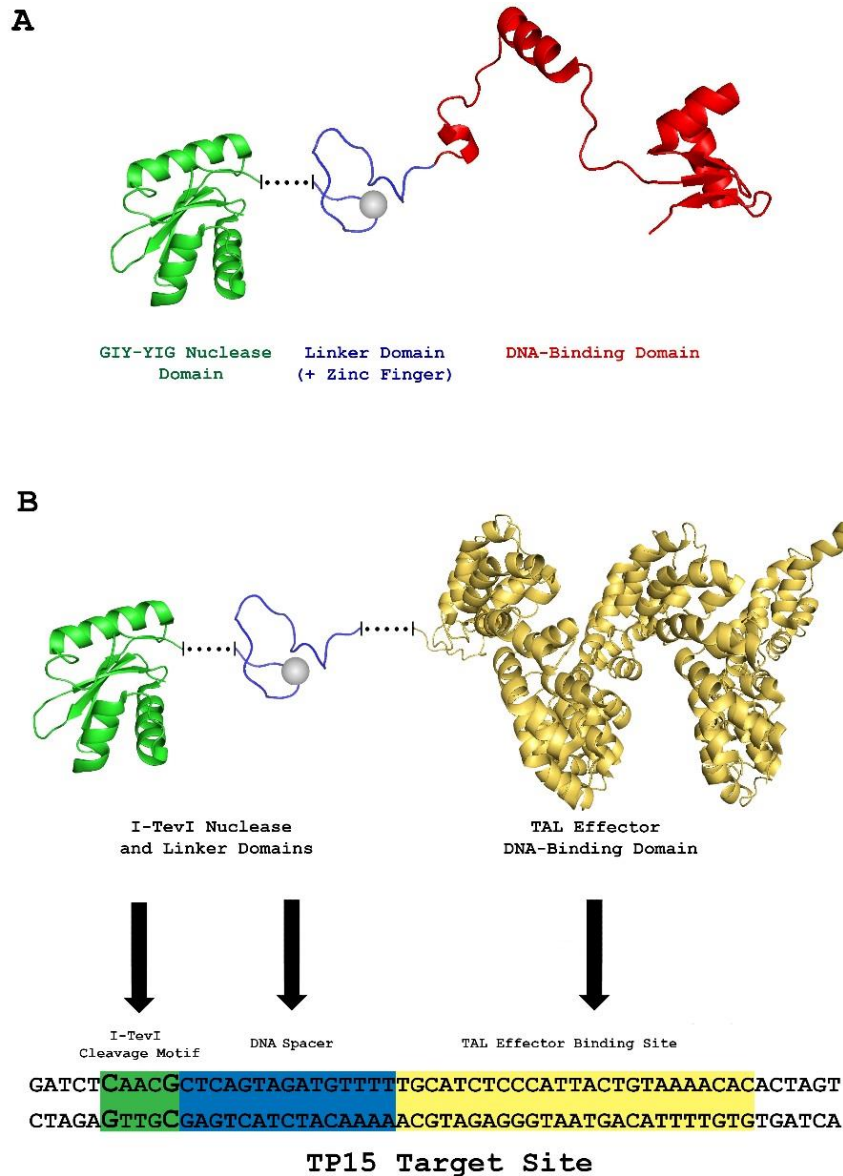 A
GIY-YIG Nuclease
Domain
Linker Domain
(+ Zinc Finger)
DNA-Binding Domain
B
I-TevI Nuclease
and Linker Domains
TAL Effector
DNA-Binding Domain
I-TevI
Cleavage Motif
DNA Spacer
TAL Effector Binding Site
GATCTCAACGCTCAGTAGATGTTTTTGCATCTCCCATTACTGTAAAACACACTAGT
CTAGAGTTGCGAGTCATCTACAAAAACGTAGAGGGTAATGACATTTTGTGTGATCA
TP15 Target Site